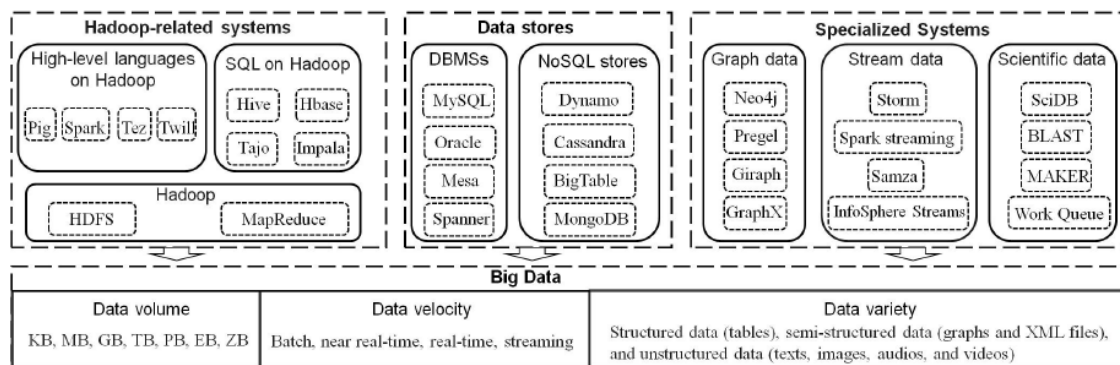 Hadoop-related systems
High-level languages
on Hadoop
Pig Spark Tez Twill
SQL on Hadoop
Hive Hbase
Tajo Impala
Hadoop
HDFS MapReduce
Data stores
DBMSs
MySQL
Oracle
Mesa
Spanner
NoSQL stores
Dynamo
Cassandra
BigTable
MongoDB
Specialized Systems
Graph data
Neo4j
Pregel
Giraph
GraphX
Stream data
Storm
Spark streaming
Samza
InfoSphere Streams
Scientific data
SciDB
BLAST
MAKER
Work Queue
Big Data
Data volume
KB, MB, GB, TB, PB, EB, ZB
Data velocity
Batch, near real-time, real-time, streaming
Data variety
Structured data (tables), semi-structured data (graphs and XML files),
and unstructured data (texts, images, audios, and videos)